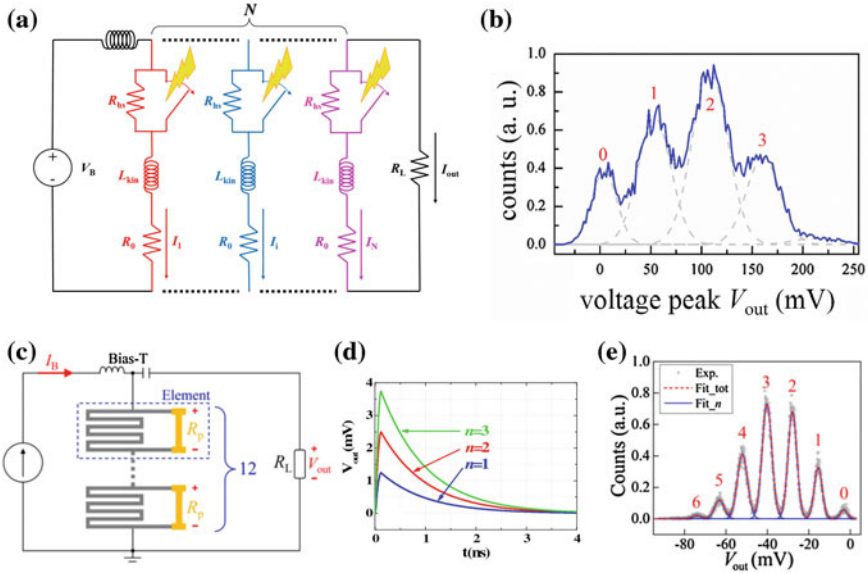 (a)
N
R_hs
R_hs
R_hs
V_B
+
-
L_kin
L_kin
L_kin
R_L
I_out
R_0
I_1
R_0
I_i
R_0
I_N
(b)
counts (a. u.)
1.0
0.8
0.6
0.4
0.2
0.0
0
1
2
3
0 50 100 150 200 250
voltage peak V_out (mV)
(c)
I_B
Bias-T
Element
+
R_p
-
12
+
R_p
-
R_L
+
V_out
-
(d)
V_out(mV)
4
3
2
1
0
n=3
n=2
n=1
0 1 2 3 4
t(ns)
(e)
Counts (a.u.)
1.0
0.8
0.6
0.4
0.2
0.0
Exp.
Fit_tot
Fit_n
6
5
4
3
2
1
0
-80 -60 -40 -20 0
V_out (mV)